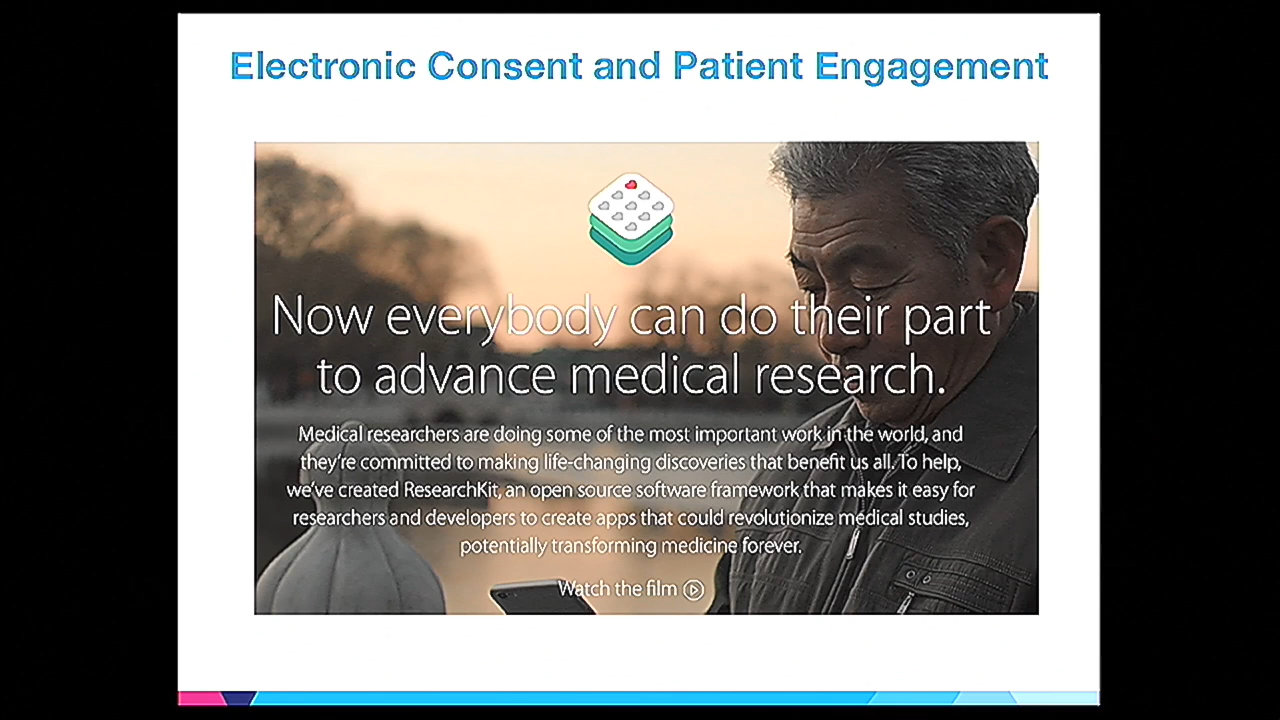 Electronic Consent and Patient Engagement
Now everybody can do their part
to advance medical research.
Medical researchers are doing some of the most important work in the world, and
they're committed to making life-changing discoveries that benefit us all. To help,
we've created ResearchKit, an open source software framework that makes it easy for
researchers and developers to create apps that could revolutionize medical studies,
potentially transforming medicine forever.
Watch the film